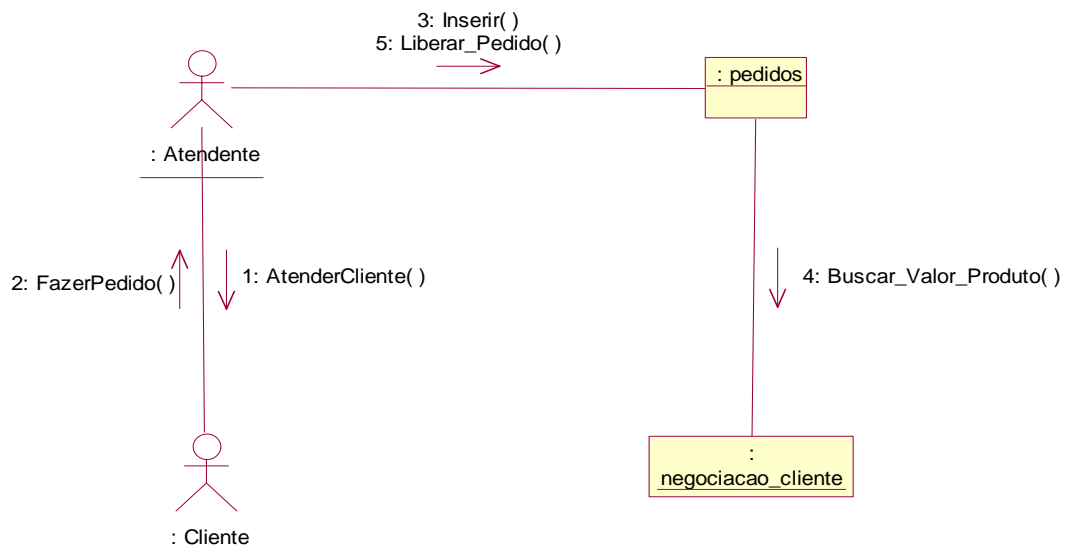 3: Inserir( )
5: Liberar_Pedido( )
: pedidos
: Atendente
2: FazerPedido( )
1: AtenderCliente( )
4: Buscar_Valor_Produto( )
:
negociacao_cliente
: Cliente